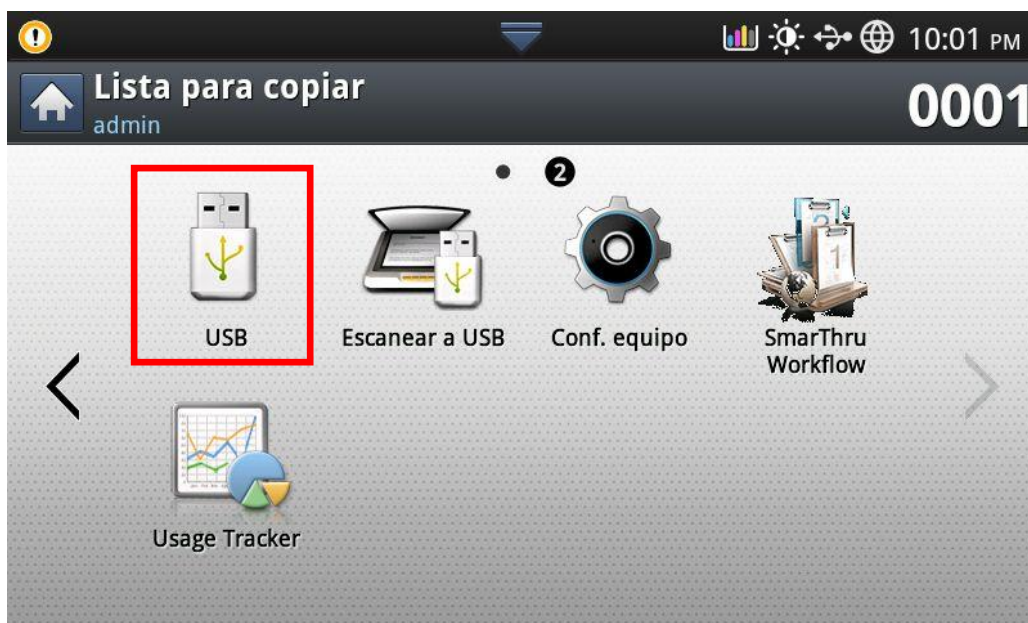 10:01 PM
Lista para copiar
0001
admin
2
USB
Escanear a USB
Conf. equipo
SmarThru
Workflow
Usage Tracker